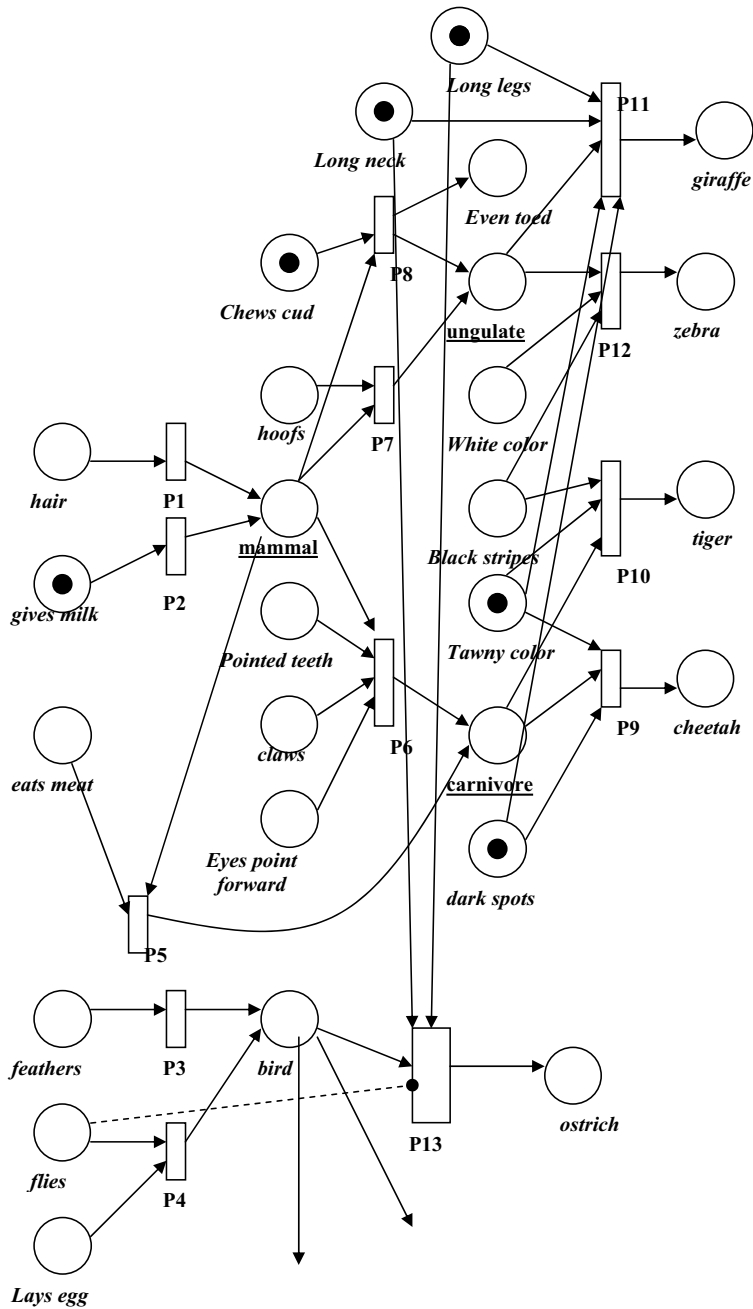 Long legs
P11
Long neck
giraffe
Even toed
P8
Chews cud
ungulate
zebra
P12
hoofs
P7
White color
hair
P1
mammal
Black stripes
tiger
P10
gives milk
P2
Pointed teeth
Tawny color
claws
P6
P9
cheetah
eats meat
carnivore
Eyes point
forward
dark spots
P5
feathers
P3
bird
ostrich
P13
flies
P4
Lays egg